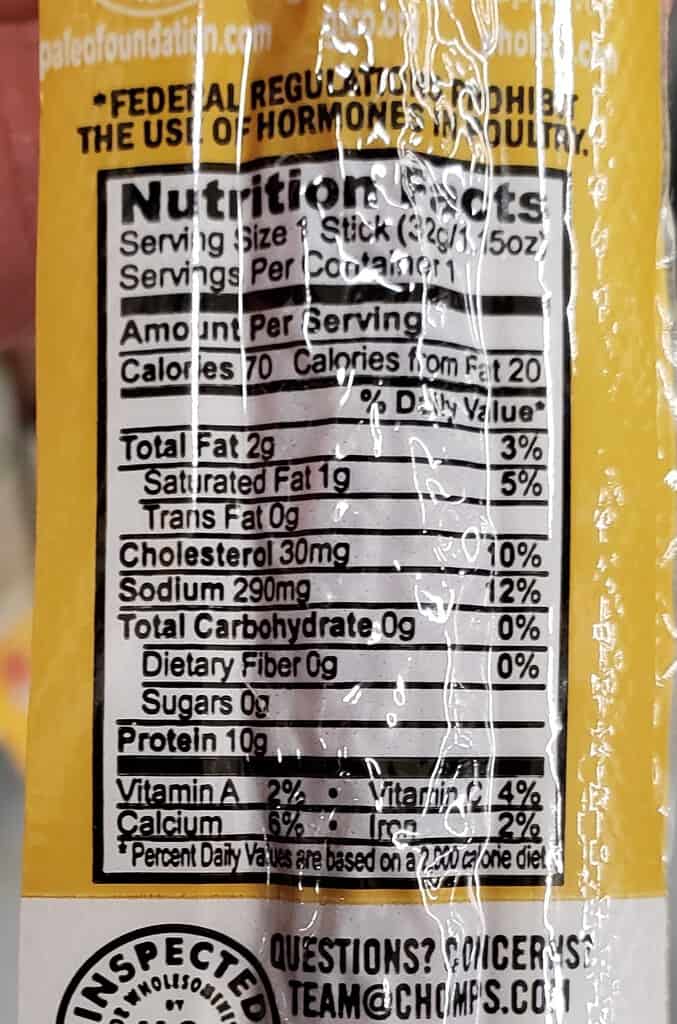 paleofoundation.com
*FEDERAL REGULATIONS PROHIBIT
THE USE OF HORMONES IN POULTRY.
Nutrition Facts
Serving Size 1 Stick (32g/1.15oz)
Servings Per Container 1
Amount Per Serving
Calories 70 Calories from Fat 20
% Daily Value*
Total Fat 2g 3%
Saturated Fat 1g 5%
Trans Fat 0g
Cholesterol 30mg 10%
Sodium 290mg 12%
Total Carbohydrate 0g 0%
Dietary Fiber 0g 0%
Sugars 0g
Protein 10g
Vitamin A 2% • Vitamin C 4%
Calcium 6% • Iron 2%
*Percent Daily Values are based on a 2,000 calorie diet
QUESTIONS? CONCERNS?
TEAM@CHOMPS.COM
INSPECTED
BY